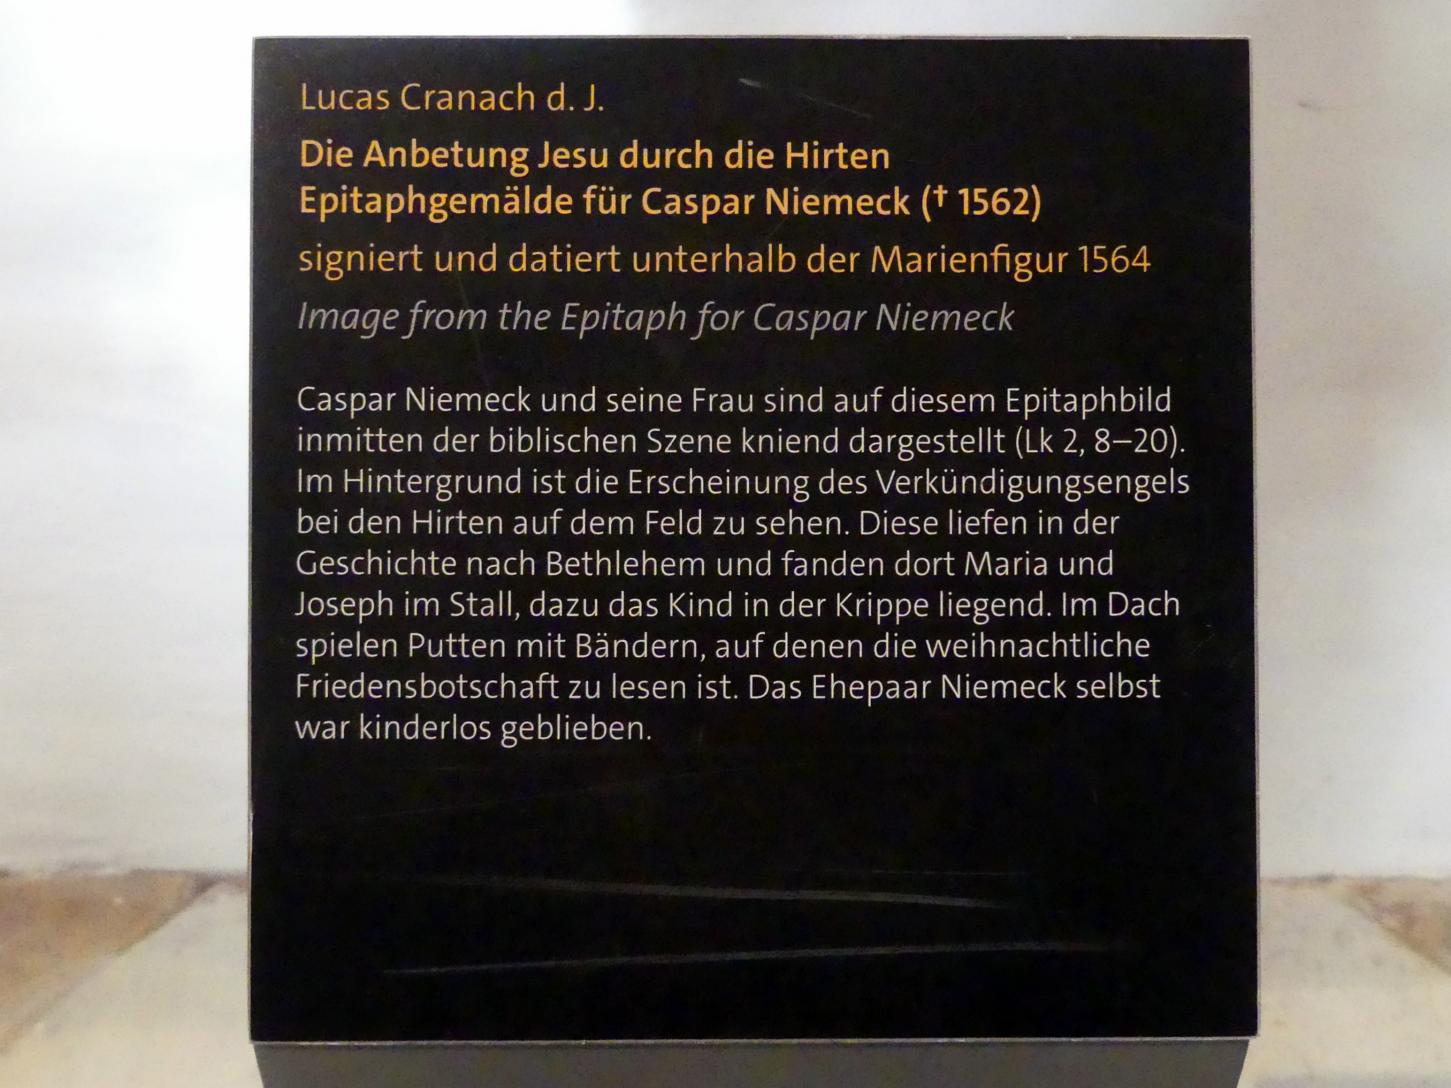 Lucas Cranach d. J.
Die Anbetung Jesu durch die Hirten
Epitaphgemälde für Caspar Niemeck († 1562)
signiert und datiert unterhalb der Marienfigur 1564
Image from the Epitaph for Caspar Niemeck
Caspar Niemeck und seine Frau sind auf diesem Epitaphbild
inmitten der biblischen Szene kniend dargestellt (Lk 2, 8–20).
Im Hintergrund ist die Erscheinung des Verkündigungsengels
bei den Hirten auf dem Feld zu sehen. Diese liefen in der
Geschichte nach Bethlehem und fanden dort Maria und
Joseph im Stall, dazu das Kind in der Krippe liegend. Im Dach
spielen Putten mit Bändern, auf denen die weihnachtliche
Friedensbotschaft zu lesen ist. Das Ehepaar Niemeck selbst
war kinderlos geblieben.